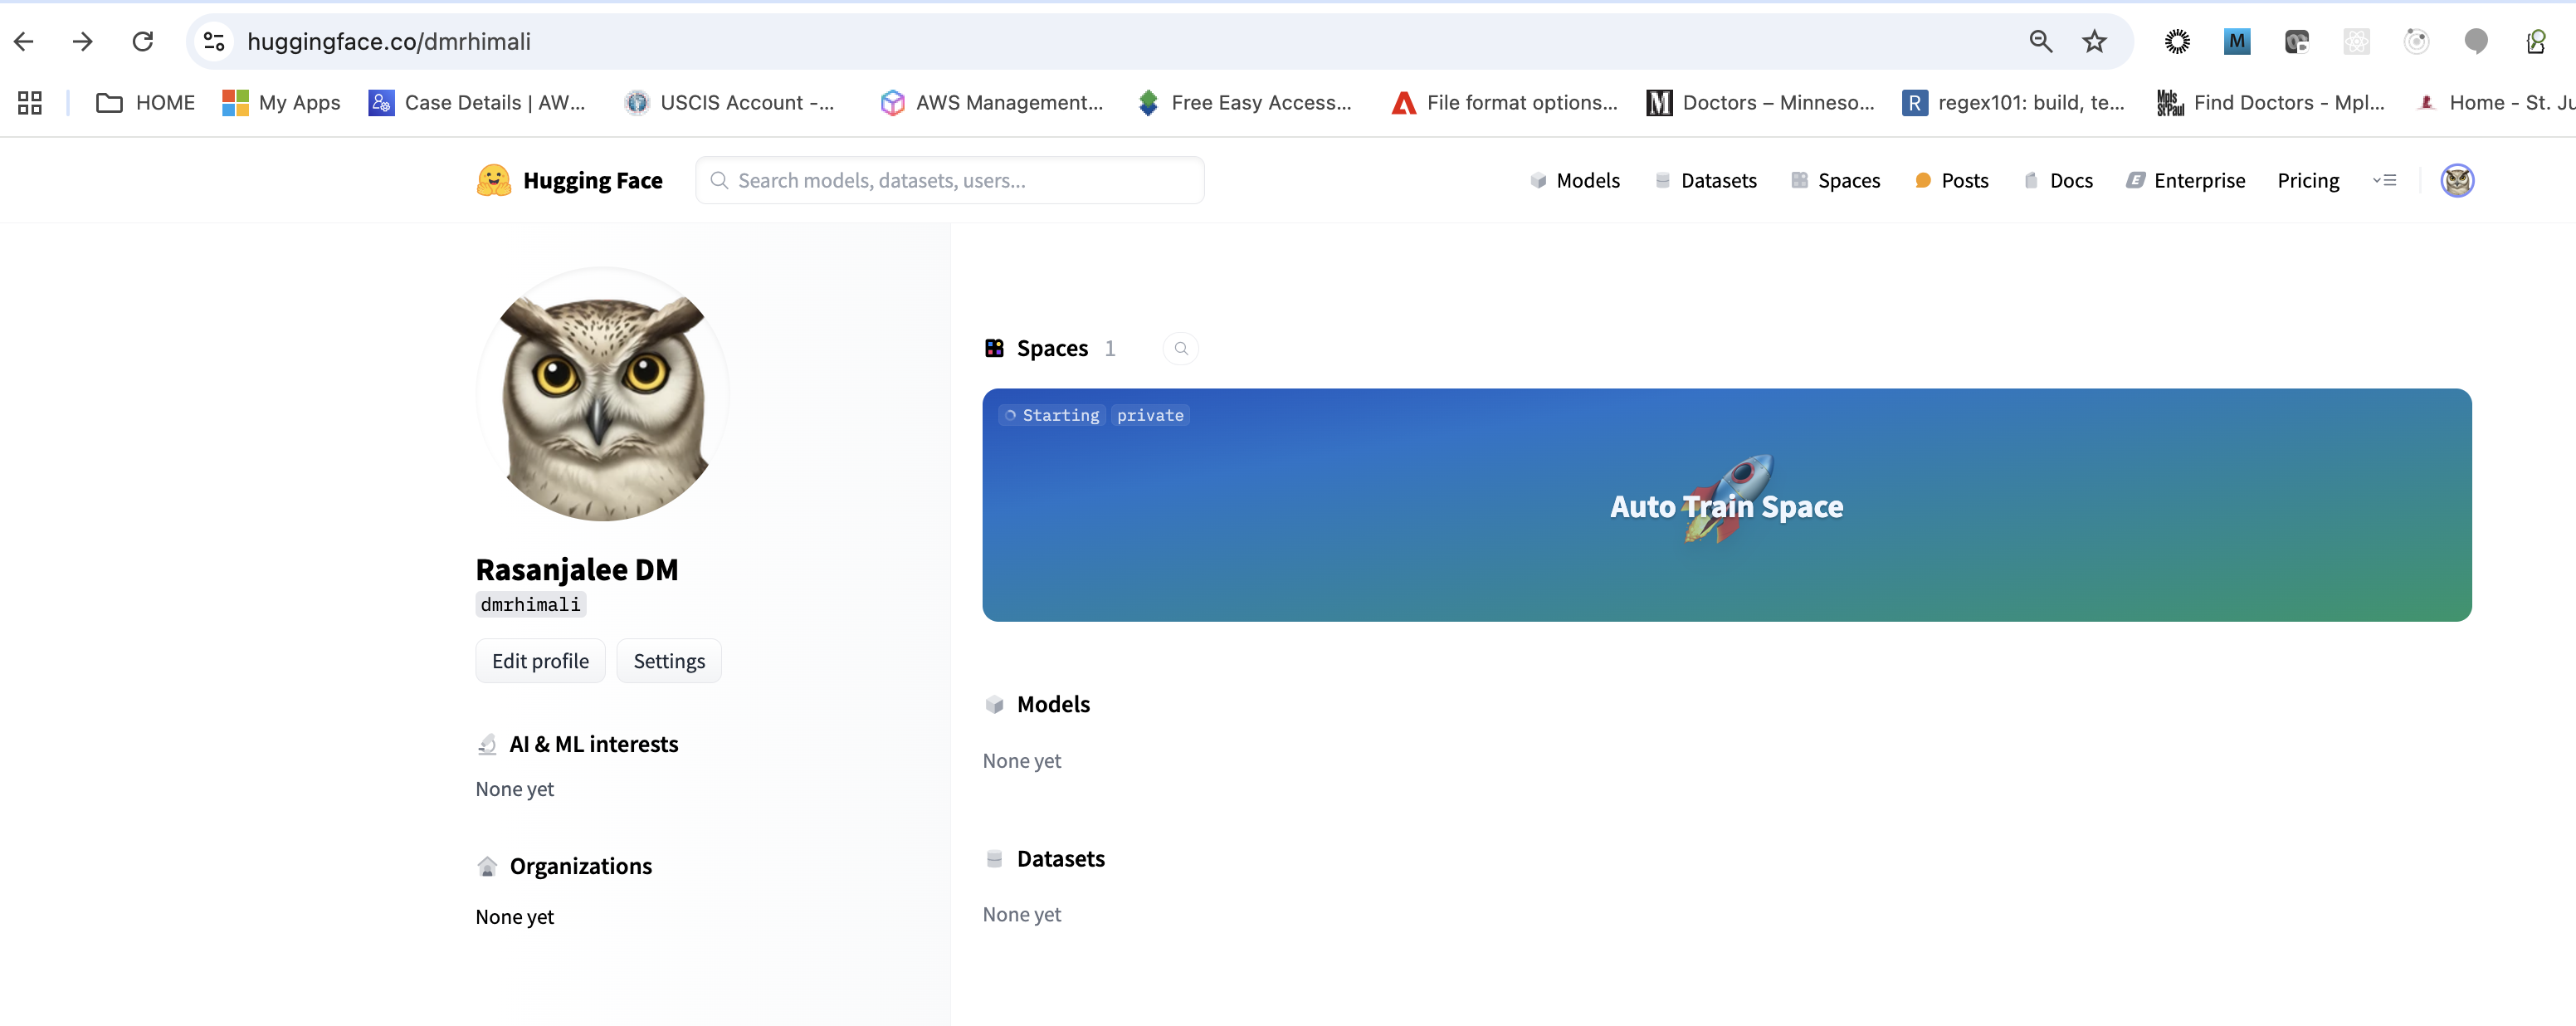 huggingface.co/dmrhimali
M
HOME
My Apps
Case Details | AW...
USCIS Account -...
AWS Management...
Free Easy Access...
File format options...
M
Doctors – Minneso...
R
regex101: build, te...
Mpls StPaul
Find Doctors - Mpl...
Home - St. Ju
Hugging Face
Search models, datasets, users...
Models
Datasets
Spaces
Posts
Docs
E
Enterprise
Pricing
Spaces 1
Starting private
Auto Train Space
Rasanjalee DM
dmrhimali
Edit profile
Settings
AI & ML interests
None yet
Organizations
None yet
Models
None yet
Datasets
None yet